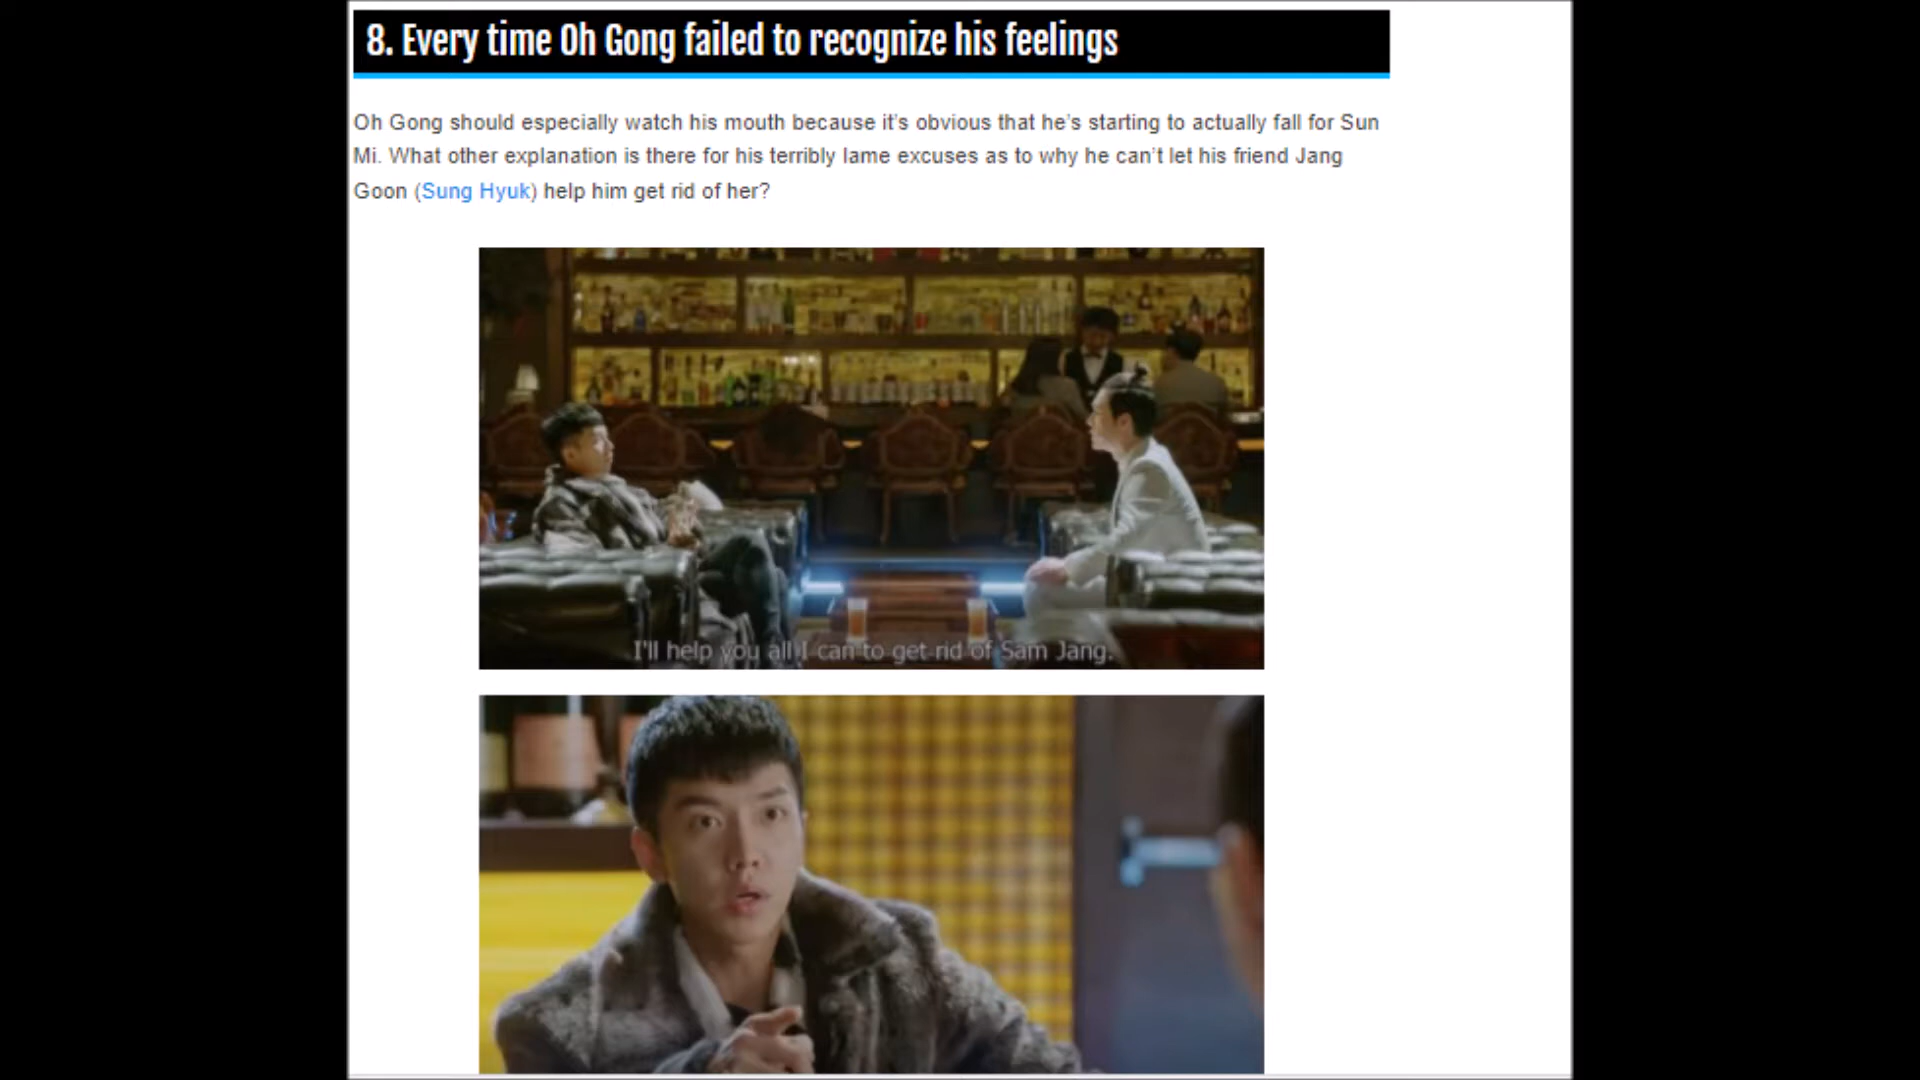 8. Every time Oh Gong failed to recognize his feelings
Oh Gong should especially watch his mouth because it’s obvious that he’s starting to actually fall for Sun
Mi. What other explanation is there for his terribly lame excuses as to why he can’t let his friend Jang
Goon (Sung Hyuk) help him get rid of her?
I'll help you all I can to get rid of Sam Jang.